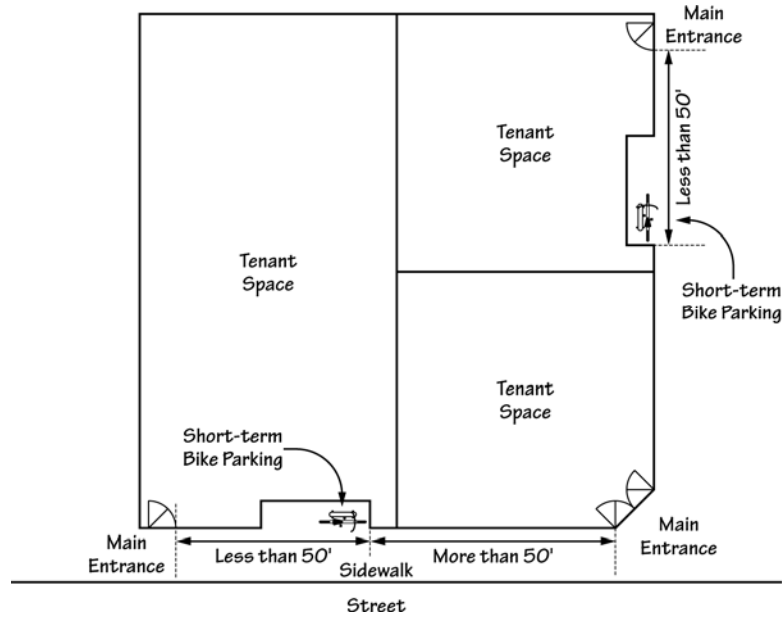 Main
Entrance
Tenant
Space
Less than 50'
Tenant
Space
Short-term
Bike Parking
Tenant
Space
Short-term
Bike Parking
Main
Entrance
Less than 50'
More than 50'
Main
Entrance
Sidewalk
Street